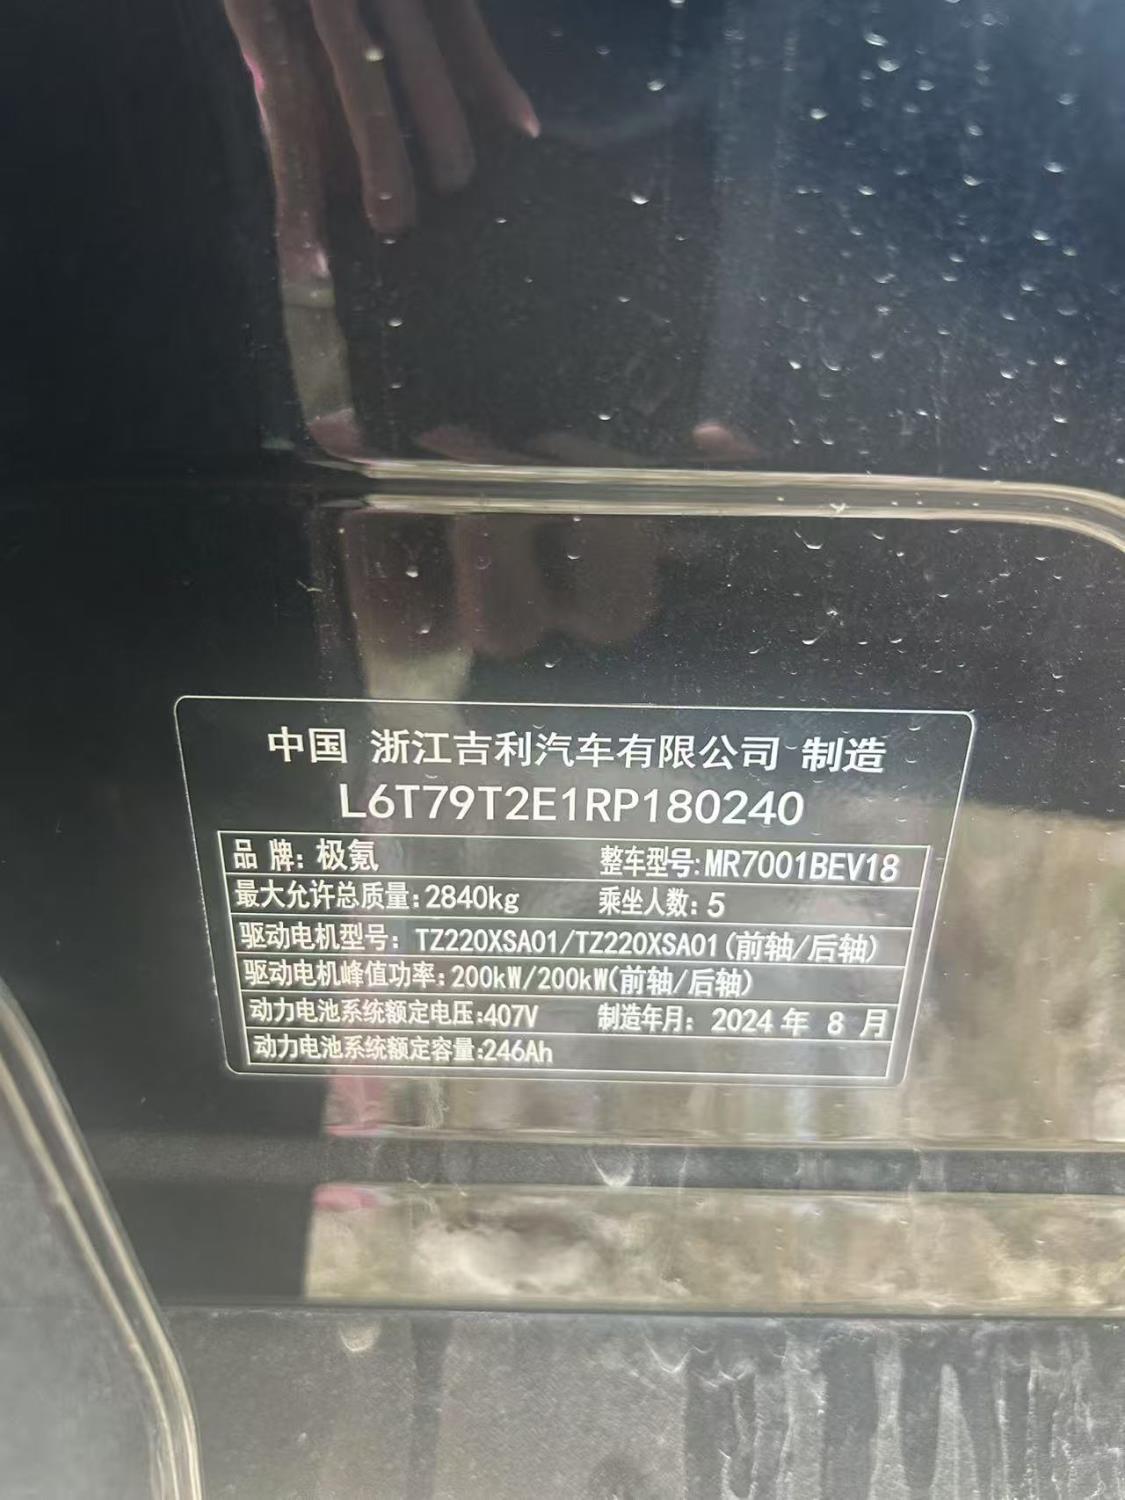 中国 浙江吉利汽车有限公司 制造
L6T79T2E1RP180240
品牌: 极氪 整车型号: MR7001BEV18
最大允许总质量: 2840kg 乘坐人数: 5
驱动电机型号: TZ220XSA01/TZ220XSA01(前轴/后轴)
驱动电机峰值功率: 200kW/200kW(前轴/后轴)
动力电池系统额定电压: 407V 制造年月: 2024 年 8 月
动力电池系统额定容量: 246Ah